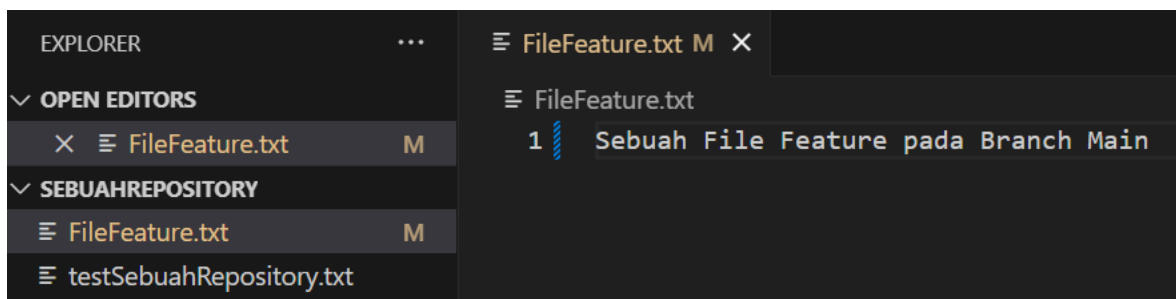 EXPLORER ...
OPEN EDITORS
FileFeature.txt M
SEBUAHREPOSITORY
FileFeature.txt M
testSebuahRepository.txt
FileFeature.txt M
FileFeature.txt
1 Sebuah File Feature pada Branch Main